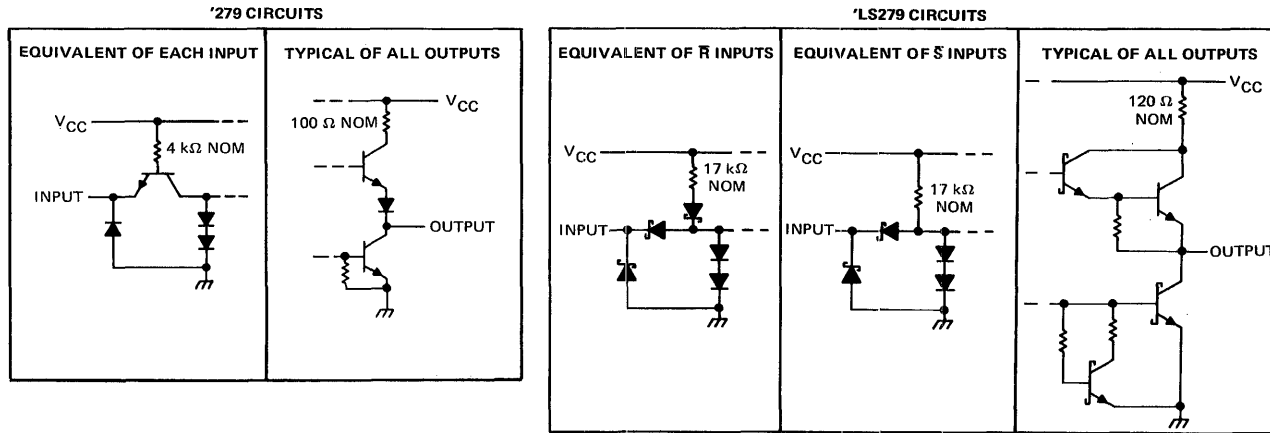 '279 CIRCUITS
EQUIVALENT OF EACH INPUT
VCC
4 kΩ NOM
INPUT
TYPICAL OF ALL OUTPUTS
VCC
100 Ω NOM
OUTPUT
'LS279 CIRCUITS
EQUIVALENT OF R̅ INPUTS
VCC
17 kΩ
NOM
INPUT
EQUIVALENT OF S̅ INPUTS
VCC
17 kΩ
NOM
INPUT
TYPICAL OF ALL OUTPUTS
VCC
120 Ω
NOM
OUTPUT